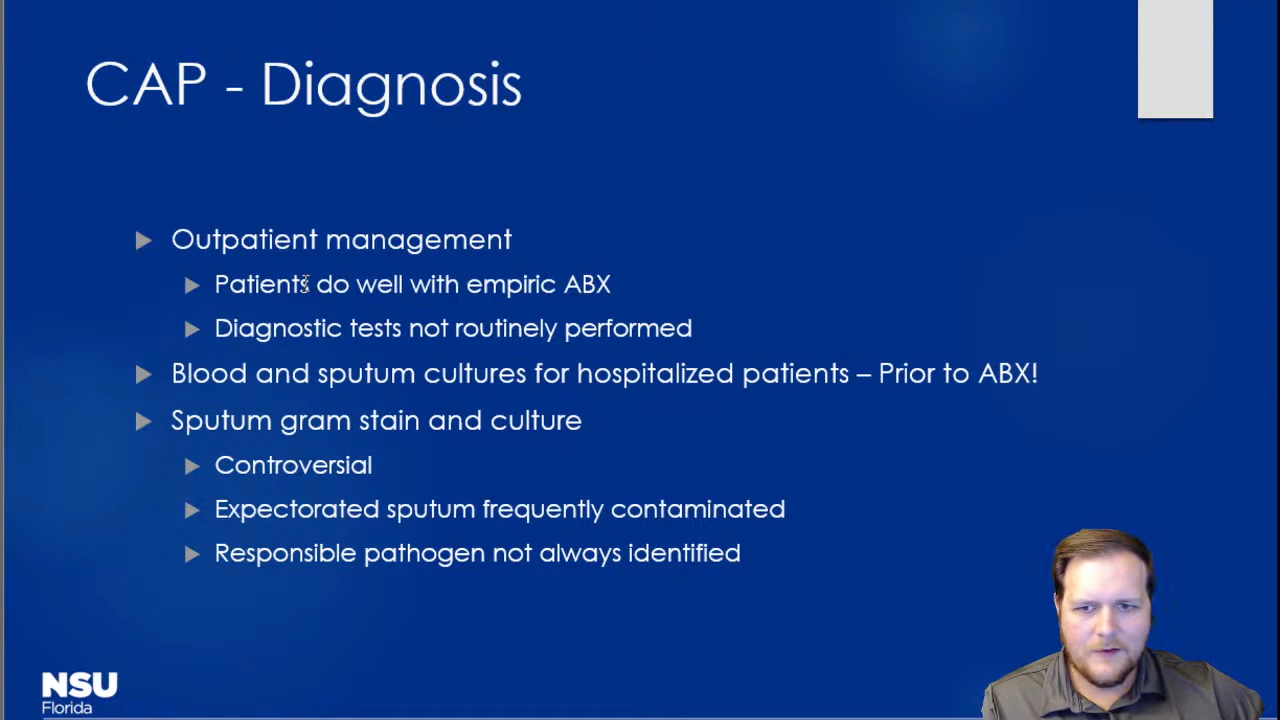 CAP - Diagnosis
Outpatient management
Patients do well with empiric ABX
Diagnostic tests not routinely performed
Blood and sputum cultures for hospitalized patients – Prior to ABX!
Sputum gram stain and culture
Controversial
Expectorated sputum frequently contaminated
Responsible pathogen not always identified
NSU
Florida